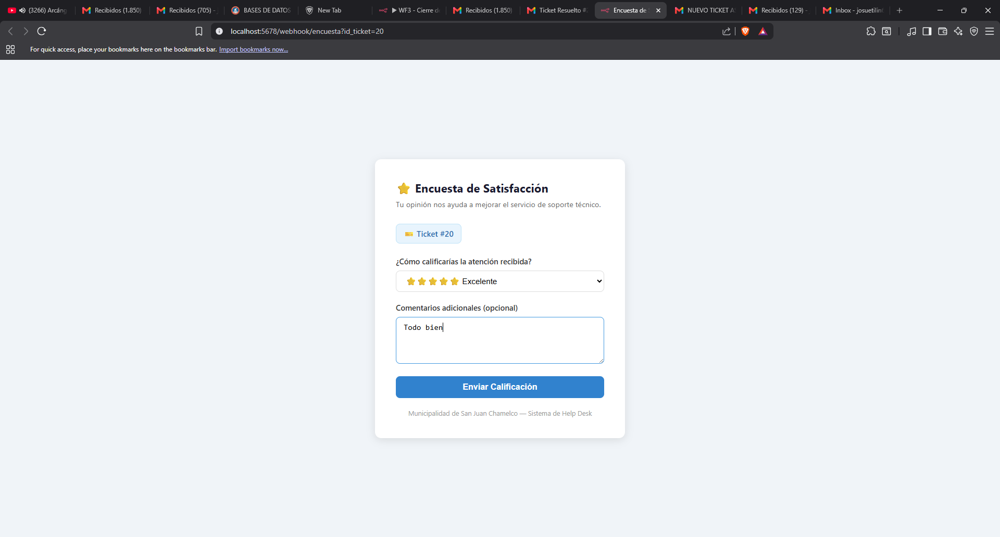 (3266) Arcáng
Recibidos (1.850)
Recibidos (705) -
BASES DE DATOS
New Tab
▶ WF3 - Cierre de
Recibidos (1.850)
Ticket Resuelto #
Encuesta de
NUEVO TICKET A
Recibidos (129) -
Inbox - josuetilin
localhost:5678/webhook/encuesta?id_ticket=20
For quick access, place your bookmarks here on the bookmarks bar. Import bookmarks now...
⭐ Encuesta de Satisfacción
Tu opinión nos ayuda a mejorar el servicio de soporte técnico.
🎫 Ticket #20
¿Cómo calificarías la atención recibida?
⭐⭐⭐⭐⭐ Excelente
Comentarios adicionales (opcional)
Todo bien
Enviar Calificación
Municipalidad de San Juan Chamelco — Sistema de Help Desk